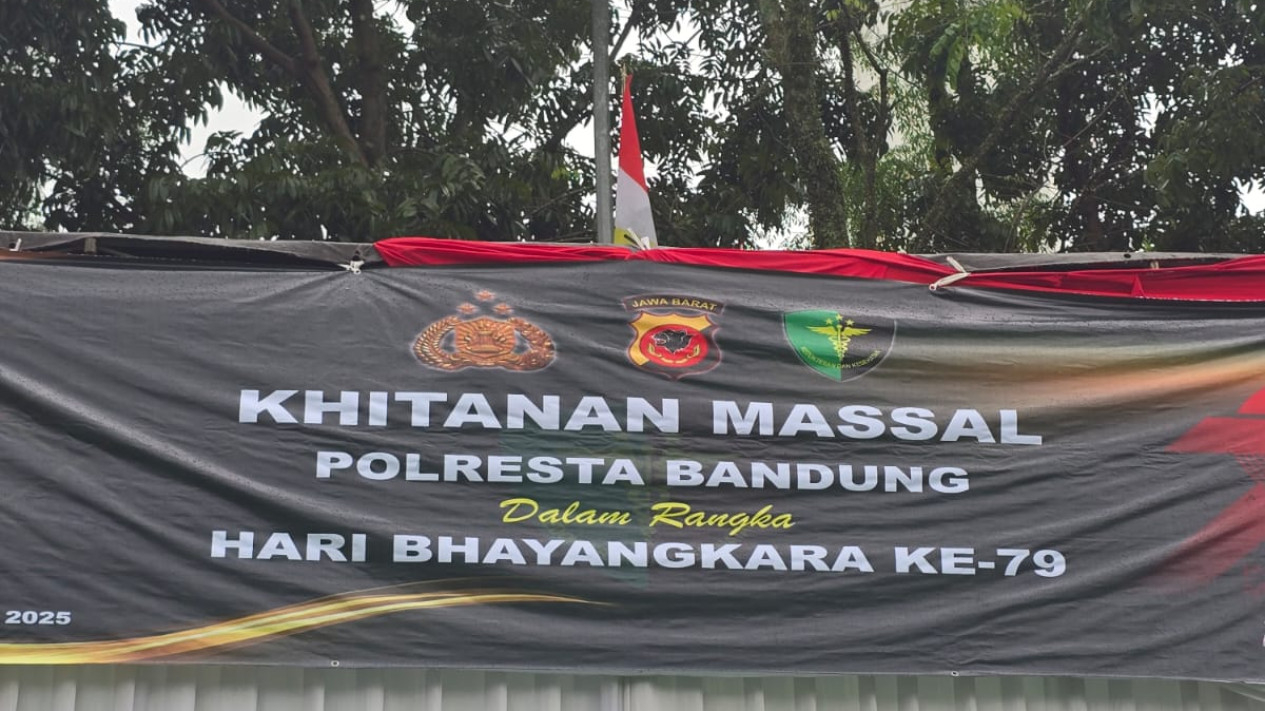 JAWA BARAT
KHITANAN MASSAL
POLRESTA BANDUNG
Dalam Rangka
HARI BHAYANGKARA KE-79
2025